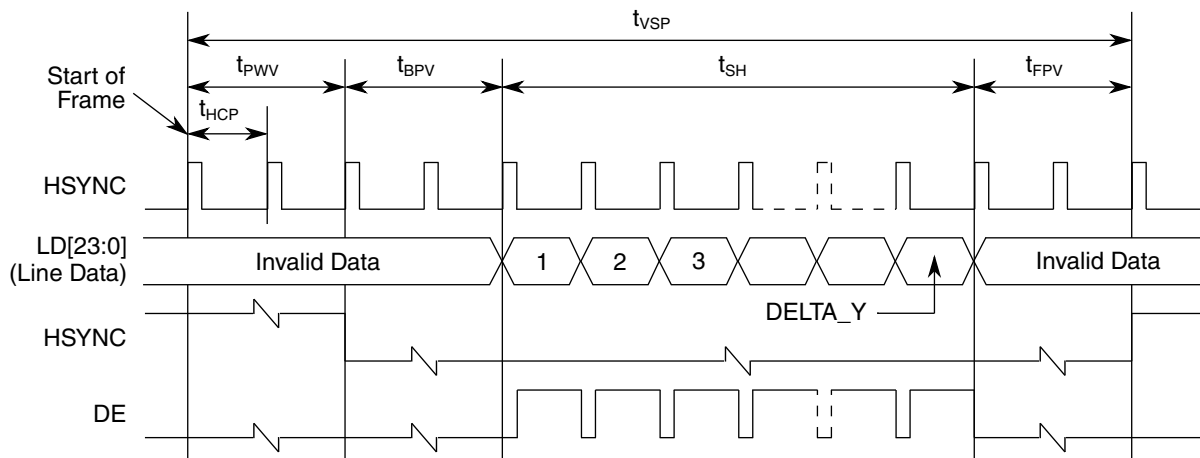 tVSP
tPWV
tBPV
tSH
tFPV
Start of
Frame
tHCP
HSYNC
LD[23:0]
(Line Data)
Invalid Data
1
2
3
Invalid Data
DELTA_Y
HSYNC
DE